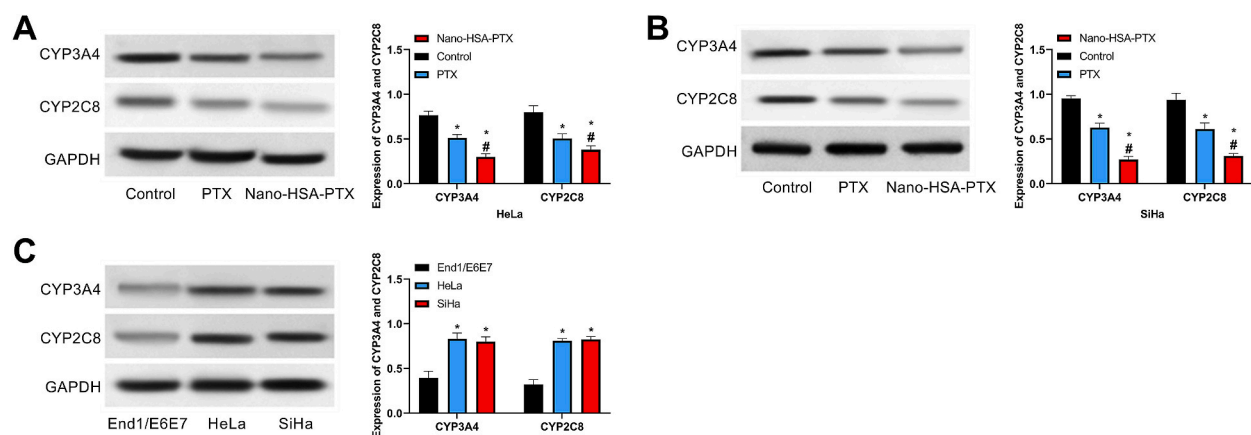 A
CYP3A4
CYP2C8
GAPDH
Control PTX Nano-HSA-PTX
Expression of CYP3A4 and CYP2C8
1.5
1.0
0.5
0.0
Nano-HSA-PTX
Control
PTX
* * #
* * #
CYP3A4 CYP2C8
HeLa
B
CYP3A4
CYP2C8
GAPDH
Control PTX Nano-HSA-PTX
Expression of CYP3A4 and CYP2C8
1.5
1.0
0.5
0.0
Nano-HSA-PTX
Control
PTX
* * #
* * #
CYP3A4 CYP2C8
SiHa
C
CYP3A4
CYP2C8
GAPDH
End1/E6E7 HeLa SiHa
Expression of CYP3A4 and CYP2C8
1.5
1.0
0.5
0.0
End1/E6E7
HeLa
SiHa
* * * *
CYP3A4 CYP2C8